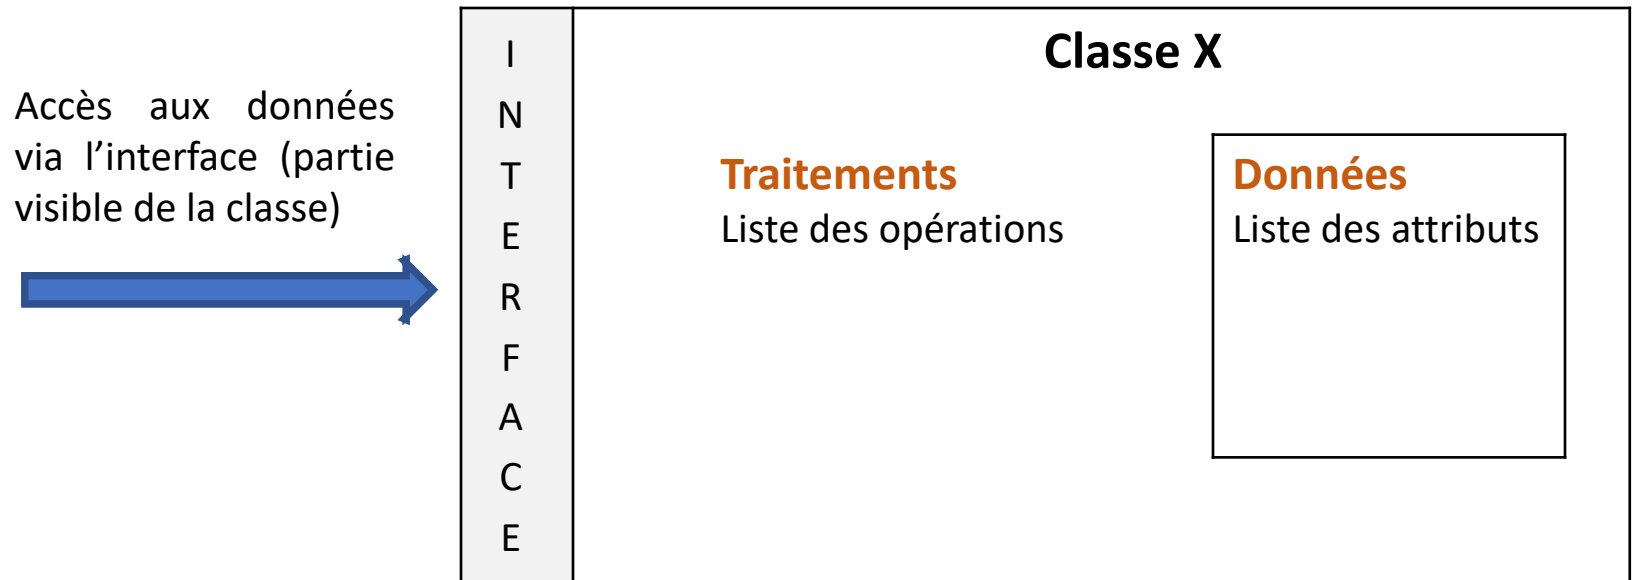 Accès aux données
via l’interface (partie
visible de la classe)
I
N
T
E
R
F
A
C
E
Classe X
Traitements
Liste des opérations
Données
Liste des attributs